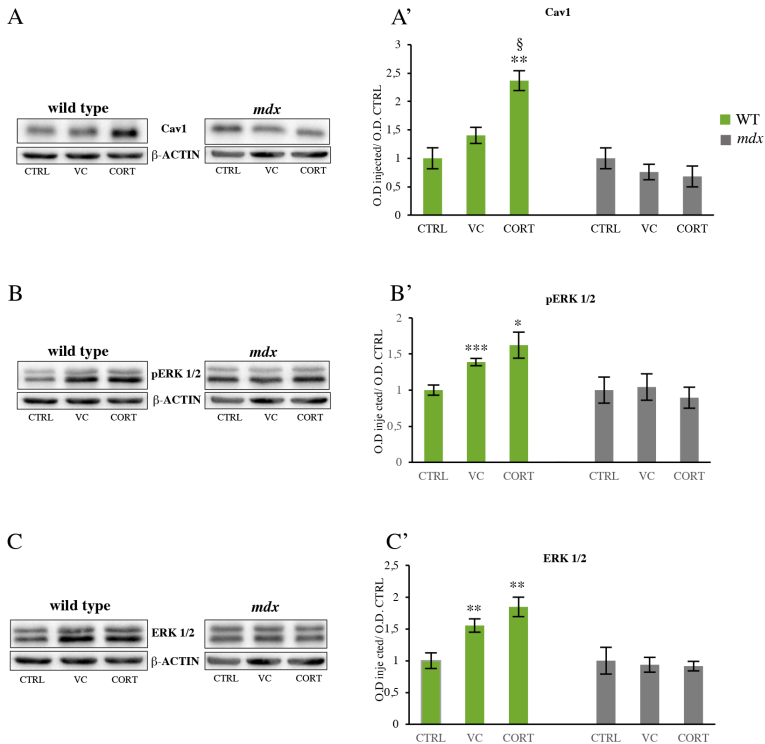 A
wild type
mdx
Cav1
β-ACTIN
CTRL VC CORT
CTRL VC CORT
A’
Cav1
O.D injected/ O.D. CTRL
3
2,5
2
1,5
1
0,5
0
§
**
CTRL VC CORT CTRL VC CORT
WT
mdx
B
wild type
mdx
pERK 1/2
β-ACTIN
CTRL VC CORT
CTRL VC CORT
B’
pERK 1/2
O.D inje cted/ O.D. CTRL
2
1,5
1
0,5
0
***
*
CTRL VC CORT CTRL VC CORT
C
wild type
mdx
ERK 1/2
β-ACTIN
CTRL VC CORT
CTRL VC CORT
C’
ERK 1/2
O.D inje cted/ O.D. CTRL
2,5
2
1,5
1
0,5
0
**
**
CTRL VC CORT CTRL VC CORT